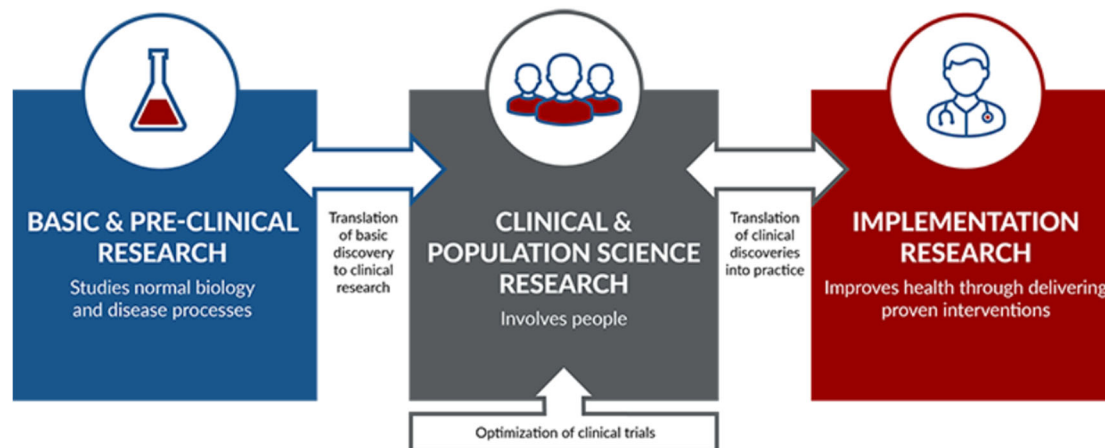 BASIC & PRE-CLINICAL
RESEARCH
Studies normal biology
and disease processes
Translation
of basic
discovery
to clinical
research
CLINICAL &
POPULATION SCIENCE
RESEARCH
Involves people
Translation
of clinical
discoveries
into practice
IMPLEMENTATION
RESEARCH
Improves health through delivering
proven interventions
Optimization of clinical trials